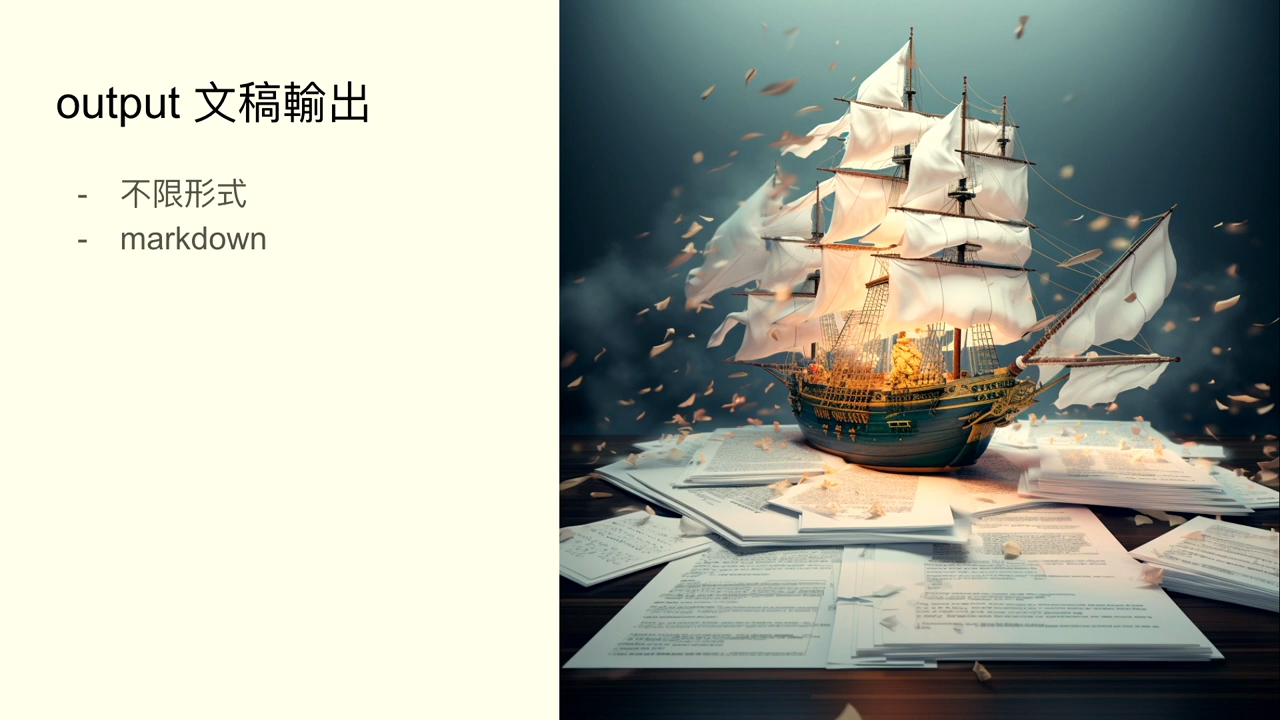 output 文稿輸出
- 不限形式
- markdown